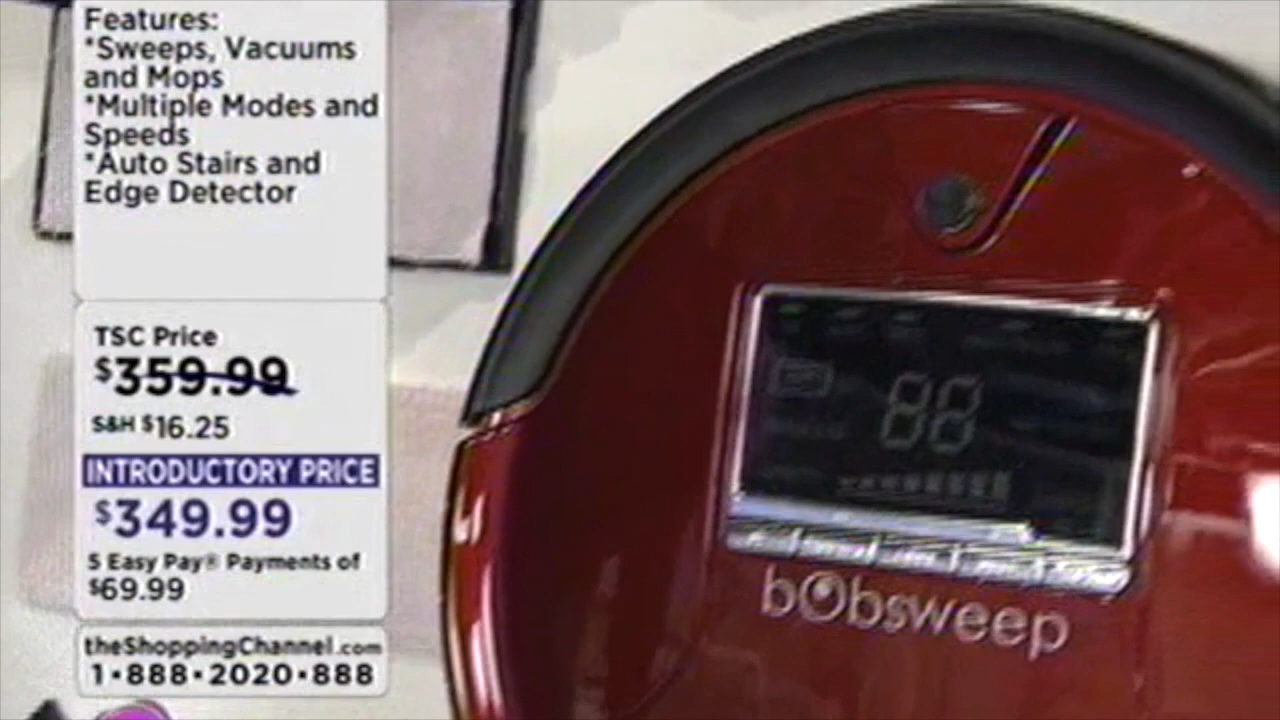 Features:
*Sweeps, Vacuums
and Mops
*Multiple Modes and
Speeds
*Auto Stairs and
Edge Detector
TSC Price
$359.99
S&H $16.25
INTRODUCTORY PRICE
$349.99
5 Easy Pay® Payments of
$69.99
theShoppingChannel.com
1•888•2020•888
88
bobsweep